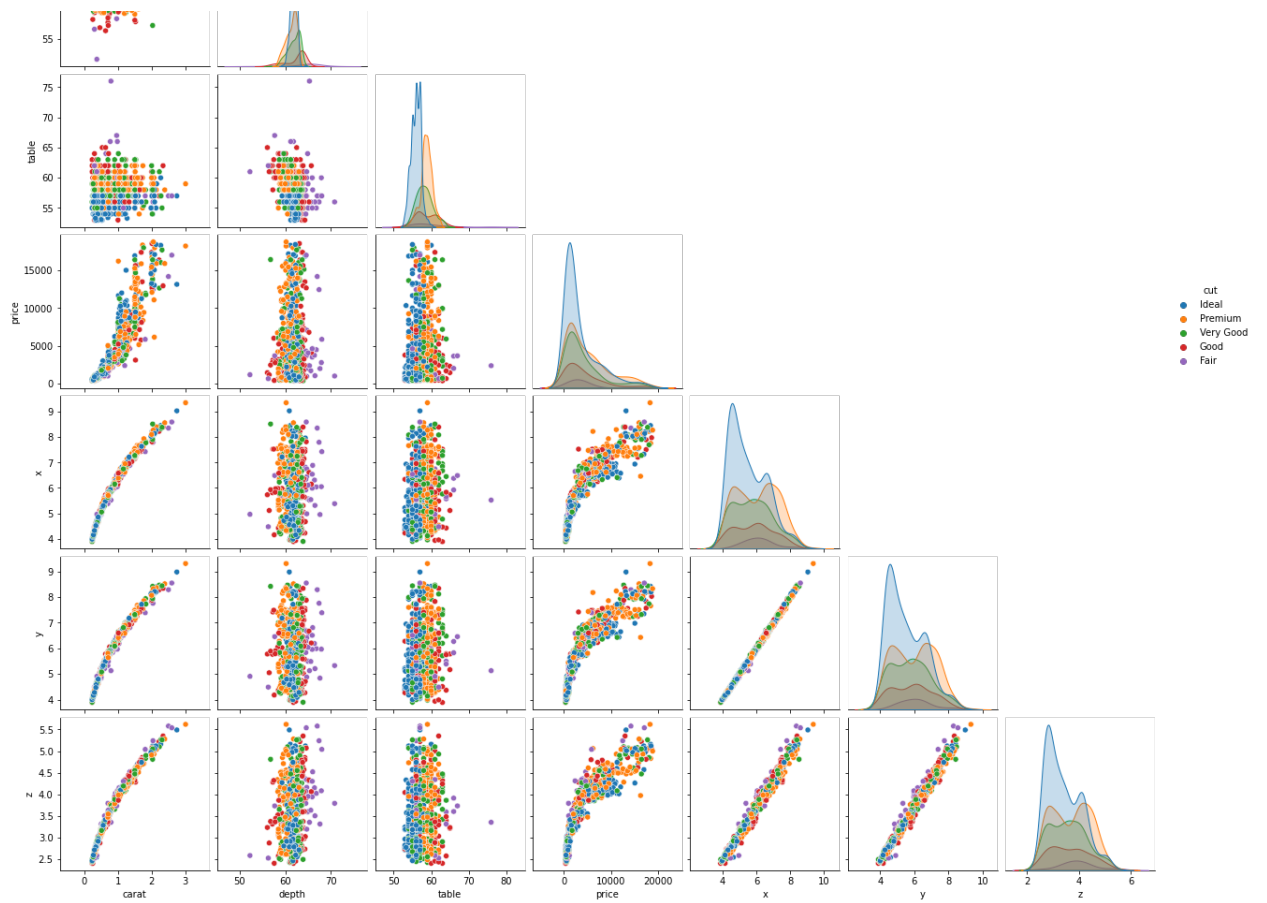 55
table
75
70
65
60
55
price
15000
10000
5000
0
cut
Ideal
Premium
Very Good
Good
Fair
x
9
8
7
6
5
4
y
9
8
7
6
5
4
z
5.5
5.0
4.5
4.0
3.5
3.0
2.5
0 1 2 3
50 60 70
50 60 70 80
0 10000 20000
4 6 8 10
4 6 8 10
2 4 6
carat depth table price x y z